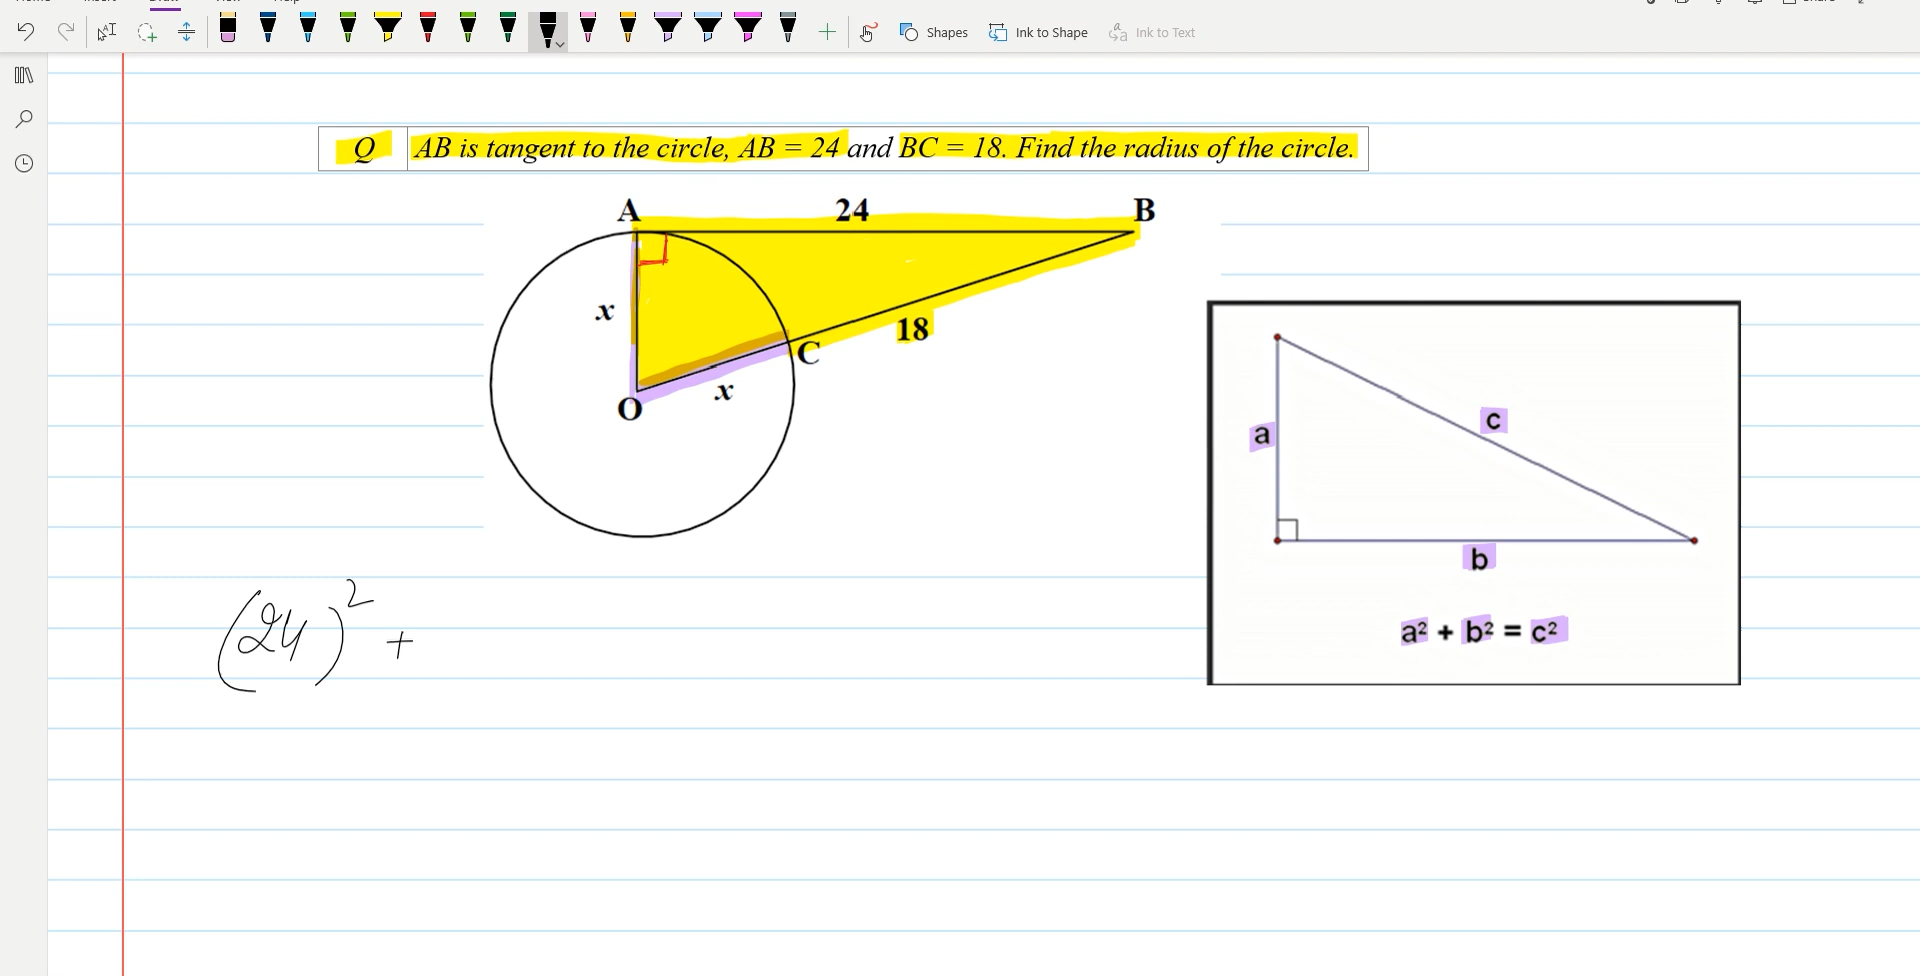 Draw
Shapes
Ink to Shape
Ink to Text
Q AB is tangent to the circle, AB = 24 and BC = 18. Find the radius of the circle.
A 24 B
x
18
C
x
O
c
a
b
a² + b² = c²
(24)² +